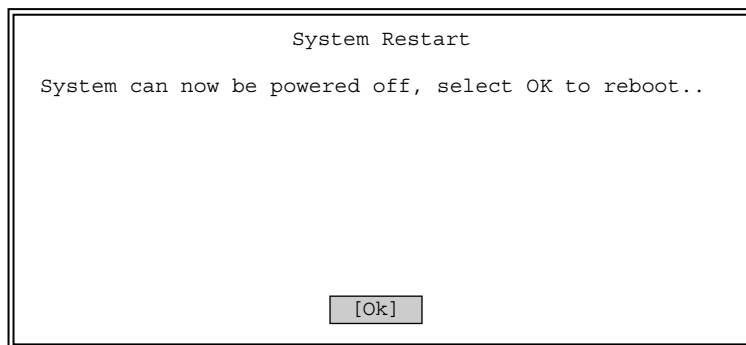 System Restart
System can now be powered off, select OK to reboot..
[Ok]